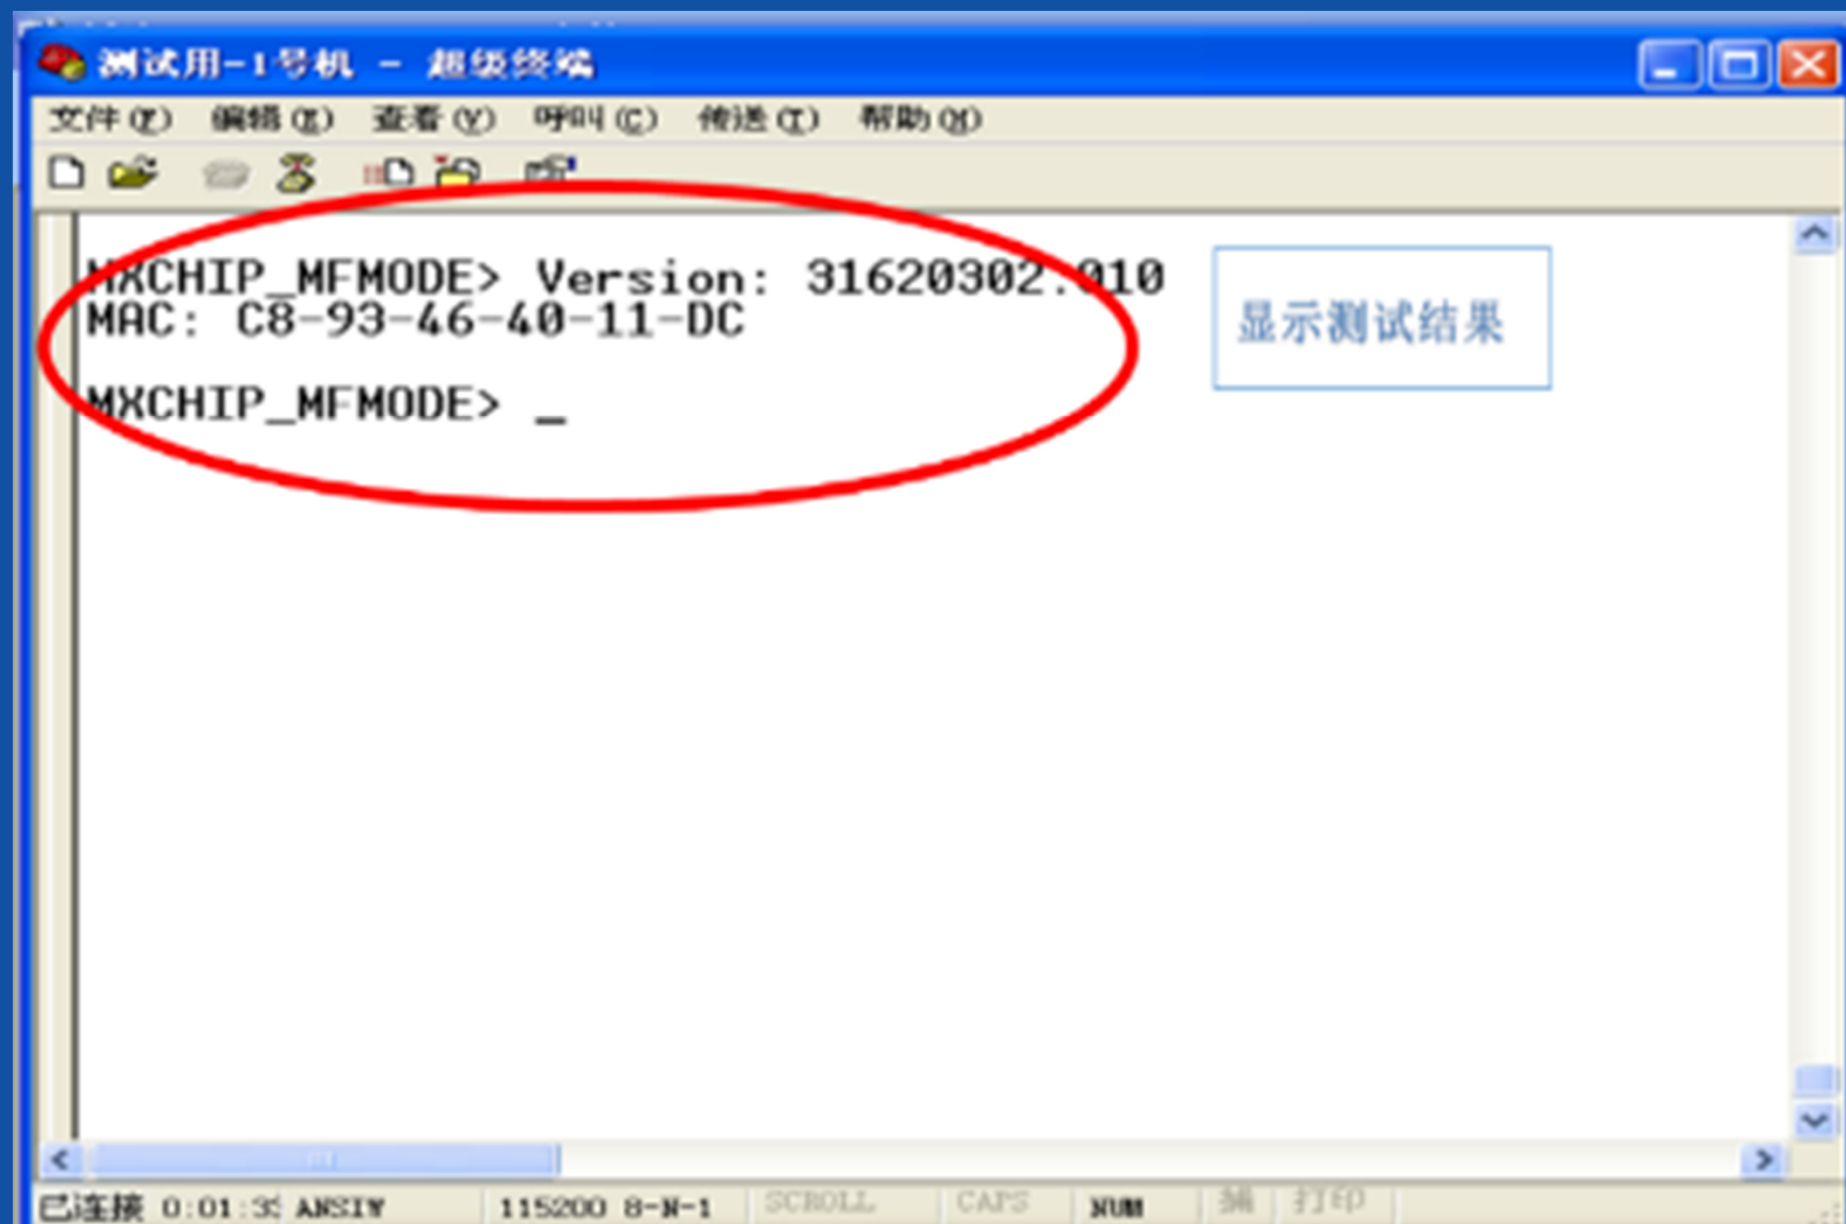 测试用-1号机 - 超级终端
文件(F) 编辑(E) 查看(V) 呼叫(C) 传送(T) 帮助(H)
MXCHIP_MFMODE> Version: 31620302.010
MAC: C8-93-46-40-11-DC
显示测试结果
MXCHIP_MFMODE> _
已连接 0:01:3 ANSIW 115200 8-N-1 SCROLL CAPS NUM 捕 打印